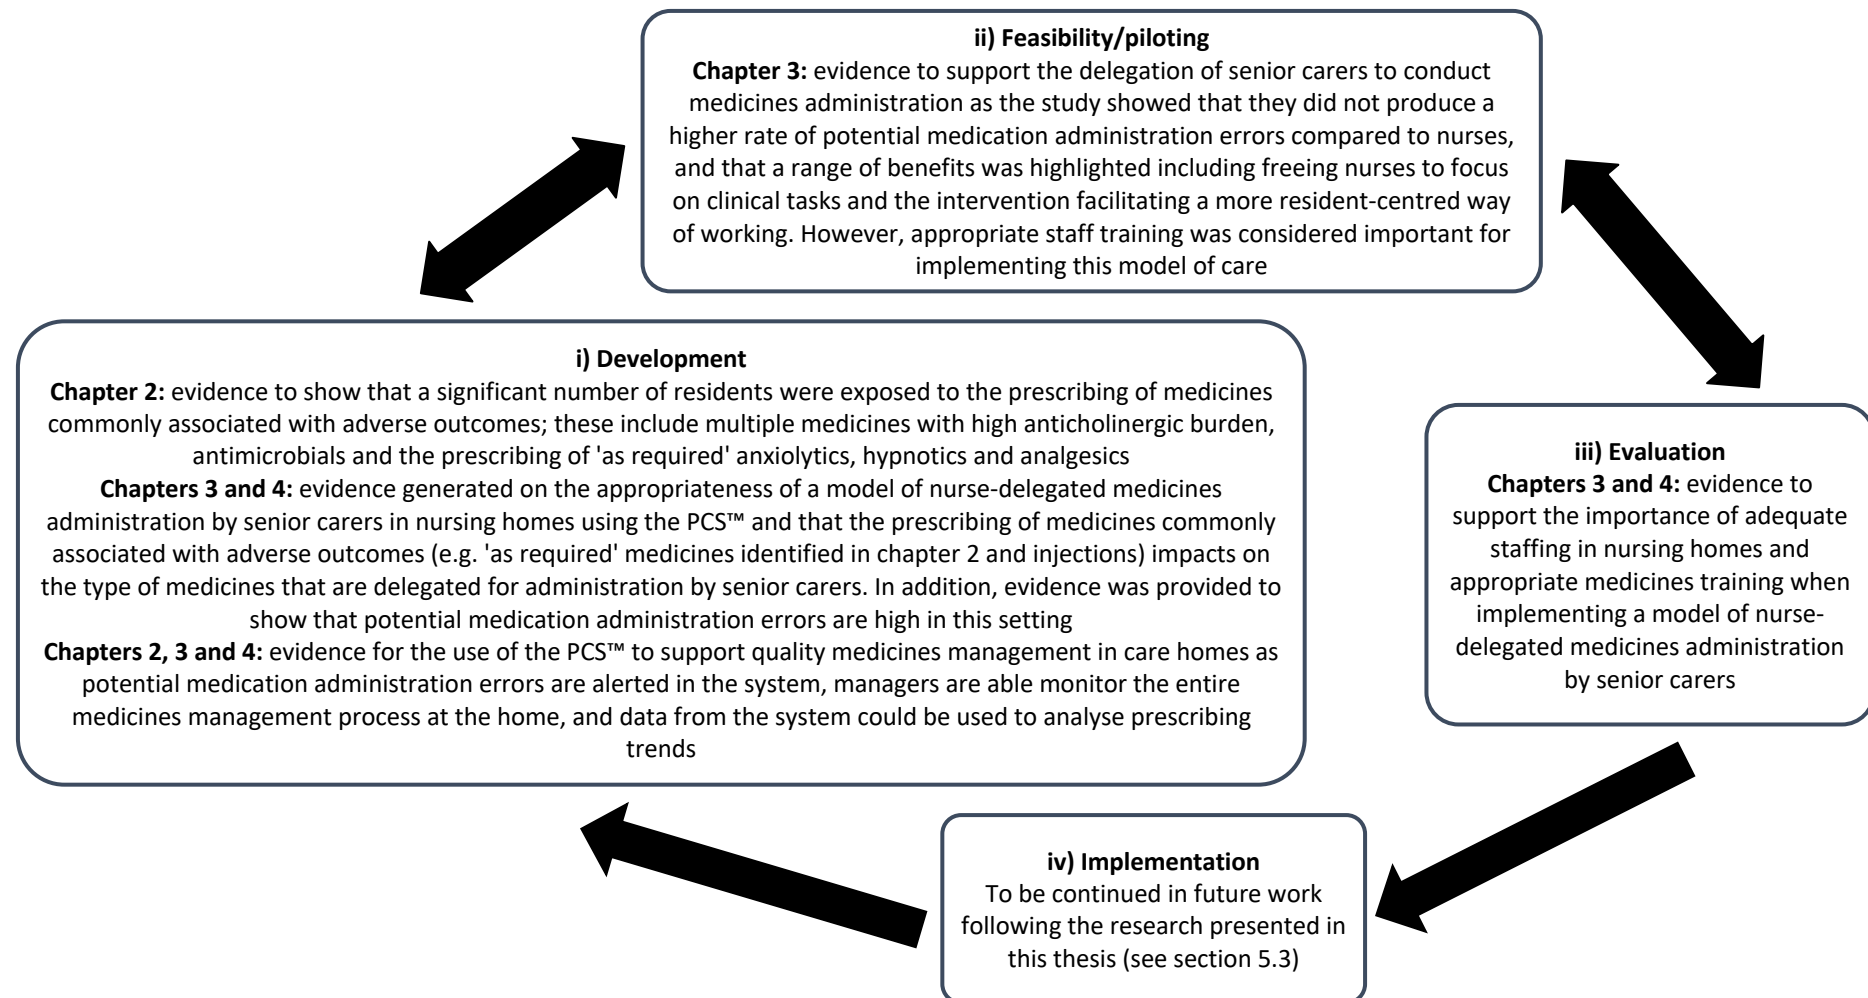 ii) Feasibility/piloting
Chapter 3: evidence to support the delegation of senior carers to conduct
medicines administration as the study showed that they did not produce a
higher rate of potential medication administration errors compared to nurses,
and that a range of benefits was highlighted including freeing nurses to focus
on clinical tasks and the intervention facilitating a more resident-centred way
of working. However, appropriate staff training was considered important for
implementing this model of care
i) Development
Chapter 2: evidence to show that a significant number of residents were exposed to the prescribing of medicines
commonly associated with adverse outcomes; these include multiple medicines with high anticholinergic burden,
antimicrobials and the prescribing of 'as required' anxiolytics, hypnotics and analgesics
Chapters 3 and 4: evidence generated on the appropriateness of a model of nurse-delegated medicines
administration by senior carers in nursing homes using the PCS™ and that the prescribing of medicines commonly
associated with adverse outcomes (e.g. 'as required' medicines identified in chapter 2 and injections) impacts on
the type of medicines that are delegated for administration by senior carers. In addition, evidence was provided to
show that potential medication administration errors are high in this setting
Chapters 2, 3 and 4: evidence for the use of the PCS™ to support quality medicines management in care homes as
potential medication administration errors are alerted in the system, managers are able monitor the entire
medicines management process at the home, and data from the system could be used to analyse prescribing
trends
iii) Evaluation
Chapters 3 and 4: evidence to
support the importance of adequate
staffing in nursing homes and
appropriate medicines training when
implementing a model of nurse-
delegated medicines administration
by senior carers
iv) Implementation
To be continued in future work
following the research presented in
this thesis (see section 5.3)